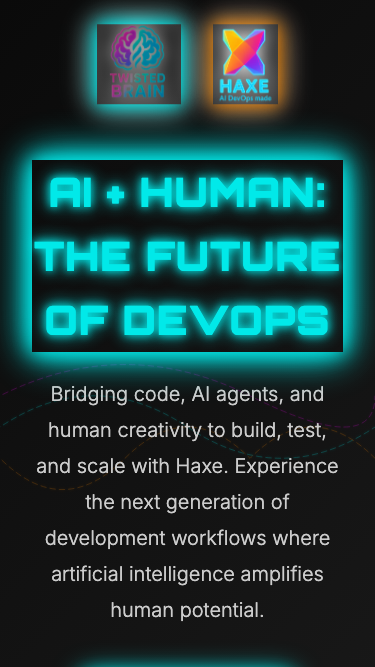 TWISTED
BRAIN
HAXE
AI DevOps made
AI + HUMAN:
THE FUTURE
OF DEVOPS
Bridging code, AI agents, and
human creativity to build, test,
and scale with Haxe. Experience
the next generation of
development workflows where
artificial intelligence amplifies
human potential.